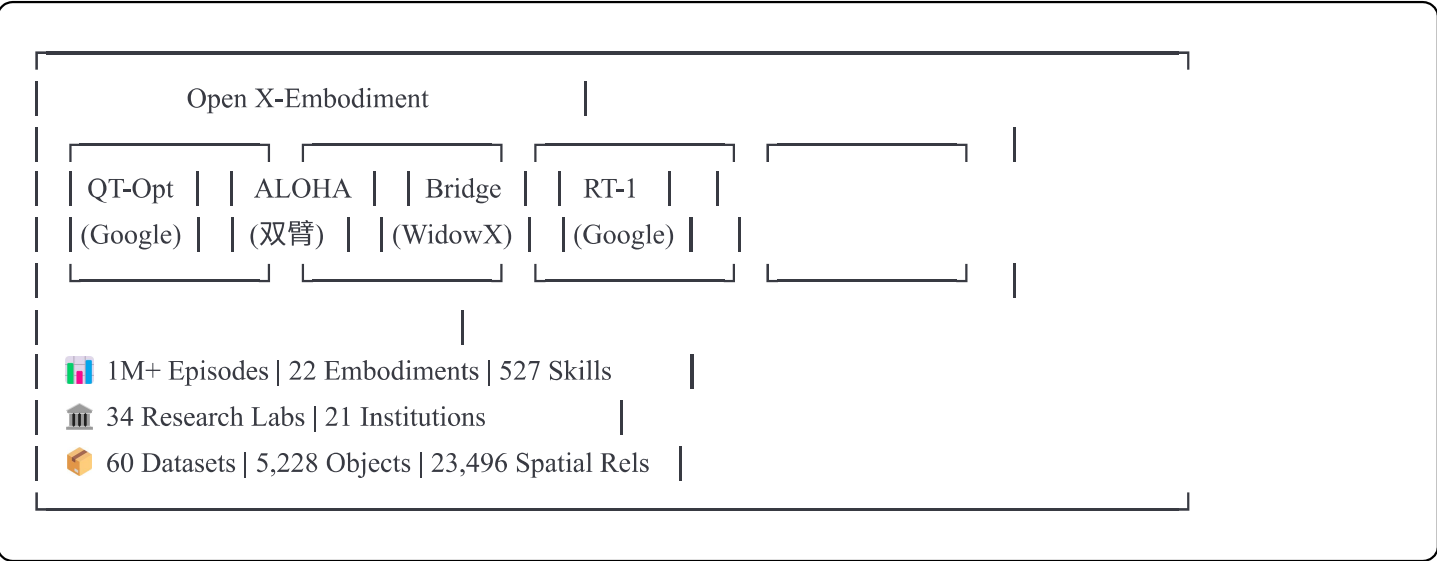 Open X-Embodiment
QT-Opt | | ALOHA | | Bridge | | RT-1 | |
(Google) | | (双臂) | | (WidowX) | | (Google) | |
📊 1M+ Episodes | 22 Embodiments | 527 Skills
🏛 34 Research Labs | 21 Institutions
📦 60 Datasets | 5,228 Objects | 23,496 Spatial Rels